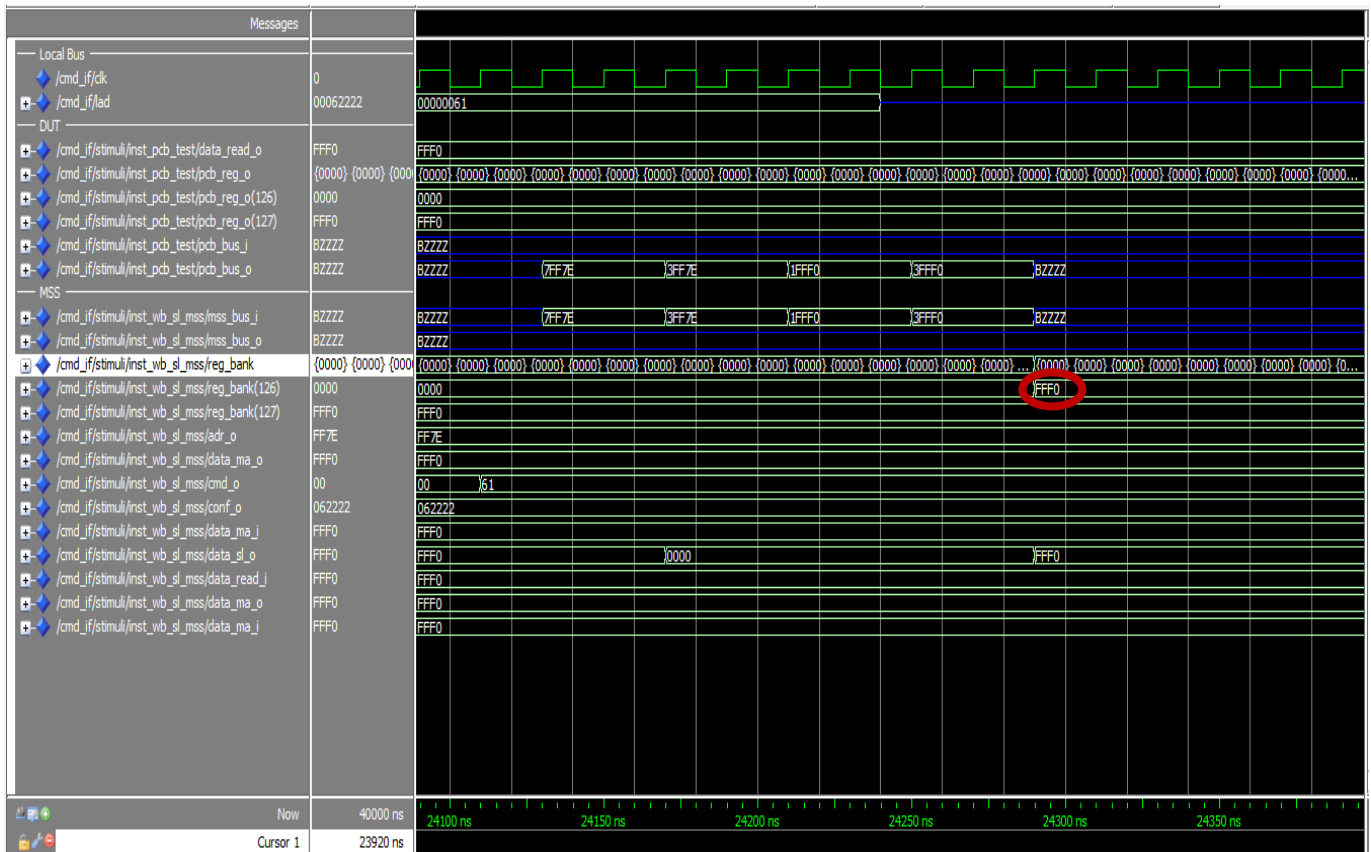 Messages
Local Bus
/cmd_if/clk 0
/cmd_if/lad 00062222 00000061
DUT
/cmd_if/stimuli/inst_pcb_test/data_read_o FFF0 FFF0
/cmd_if/stimuli/inst_pcb_test/pcb_reg_o {0000} {0000} {000 {0000} {0000} {0000} {0000} {0000} {0000} {0000} {0000} {0000} {0000} {0000} {0000} {0000} {0000} {0000} {0000} {0000} {0000} {0000} {0000} {0000} {0000} {0000} {0000} {0000...
/cmd_if/stimuli/inst_pcb_test/pcb_reg_o(126) 0000 0000
/cmd_if/stimuli/inst_pcb_test/pcb_reg_o(127) FFF0 FFF0
/cmd_if/stimuli/inst_pcb_test/pcb_bus_i BZZZZ BZZZZ
/cmd_if/stimuli/inst_pcb_test/pcb_bus_o BZZZZ BZZZZ 7FF7E 3FF7E 1FFF0 3FFF0 BZZZZ
MSS
/cmd_if/stimuli/inst_wb_sl_mss/mss_bus_i BZZZZ BZZZZ 7FF7E 3FF7E 1FFF0 3FFF0 BZZZZ
/cmd_if/stimuli/inst_wb_sl_mss/mss_bus_o BZZZZ BZZZZ
/cmd_if/stimuli/inst_wb_sl_mss/reg_bank {0000} {0000} {000 {0000} {0000} {0000} {0000} {0000} {0000} {0000} {0000} {0000} {0000} {0000} {0000} {0000} {0000} {0000} {0000} ... {0000} {0000} {0000} {0000} {0000} {0000} {0000} {0000} {0...
/cmd_if/stimuli/inst_wb_sl_mss/reg_bank(126) 0000 0000 FFF0
/cmd_if/stimuli/inst_wb_sl_mss/reg_bank(127) FFF0 FFF0
/cmd_if/stimuli/inst_wb_sl_mss/adr_o FF7E FF7E
/cmd_if/stimuli/inst_wb_sl_mss/data_ma_o FFF0 FFF0
/cmd_if/stimuli/inst_wb_sl_mss/cmd_o 00 00 61
/cmd_if/stimuli/inst_wb_sl_mss/conf_o 062222 062222
/cmd_if/stimuli/inst_wb_sl_mss/data_ma_i FFF0 FFF0
/cmd_if/stimuli/inst_wb_sl_mss/data_sl_o FFF0 FFF0 0000 FFF0
/cmd_if/stimuli/inst_wb_sl_mss/data_read_i FFF0 FFF0
/cmd_if/stimuli/inst_wb_sl_mss/data_ma_o FFF0 FFF0
/cmd_if/stimuli/inst_wb_sl_mss/data_ma_i FFF0 FFF0
Now 40000 ns 24100 ns 24150 ns 24200 ns 24250 ns 24300 ns 24350 ns
Cursor 1 23920 ns